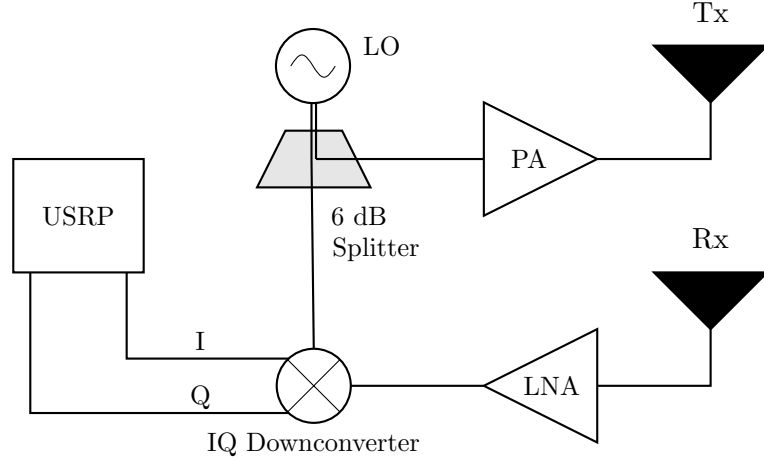 Tx
LO
PA
USRP
6 dB
Splitter
Rx
I
LNA
Q
IQ Downconverter